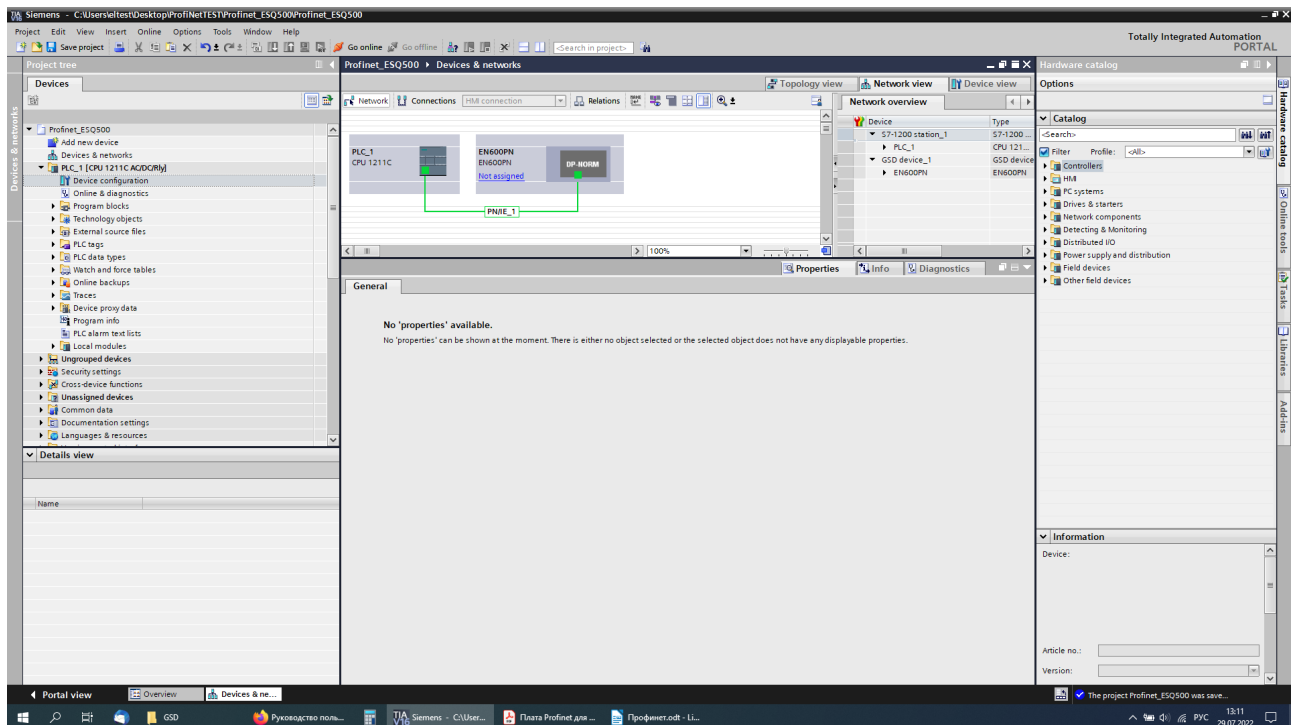 Siemens - C:\Users\eltest\Desktop\ProfiNetTEST\Profinet_ESQ500\Profinet_ESQ500
Project Edit View Insert Online Options Tools Window Help
Totally Integrated Automation
PORTAL
Save project
Go online
Go offline
<Search in project>
Project tree
Profinet_ESQ500
Devices & networks
Hardware catalog
Devices
Topology view
Network view
Device view
Options
Network
Connections
HMI connection
Relations
Network overview
Device
Type
S7-1200 station_1
S7-1200 ...
PLC_1
CPU 121...
GSD device_1
GSD device
EN600PN
EN600PN
Catalog
<Search>
Filter
Profile:
<All>
Controllers
HMI
PC systems
Drives & starters
Network components
Detecting & Monitoring
Distributed I/O
Power supply and distribution
Field devices
Other field devices
Profinet_ESQ500
Add new device
Devices & networks
PLC_1 [CPU 1211C AC/DC/Rly]
Device configuration
Online & diagnostics
Program blocks
Technology objects
External source files
PLC tags
PLC data types
Watch and force tables
Online backups
Traces
Device proxy data
Program info
PLC alarm text lists
Local modules
Ungrouped devices
Security settings
Cross-device functions
Unassigned devices
Common data
Documentation settings
Languages & resources
PLC_1
CPU 1211C
EN600PN
EN600PN
Not assigned
DP-NORM
PN/IE_1
100%
Properties
Info
Diagnostics
General
No 'properties' available.
No 'properties' can be shown at the moment. There is either no object selected or the selected object does not have any displayable properties.
Details view
Name
Information
Device:
Article no.:
Version:
Devices & networks
Hardware catalog
Online tools
Tasks
Libraries
Add-ins
Portal view
Overview
Devices & ne...
The project Profinet_ESQ500 was save...
GSD
Руководство поль...
V16
Siemens - C:\User...
Плата Profinet для ...
Профинет.odt - Li...
РУС
13:11
29.07.2022